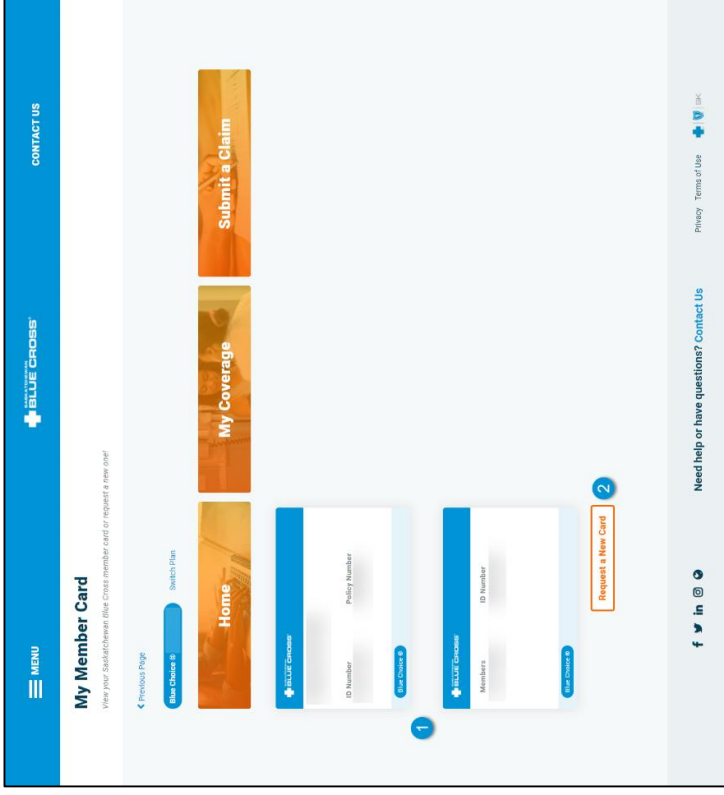 MENU
SASKATCHEWAN
BLUE CROSS®
CONTACT US
My Member Card
View your Saskatchewan Blue Cross member card or request a new one!
Previous Page
Blue Choice ®
Switch Plan
Home
My Coverage
Submit a Claim
BLUE CROSS®
ID Number
Policy Number
Blue Choice ®
1
BLUE CROSS®
Members
ID Number
Blue Choice ®
Request a New Card
2
Need help or have questions? Contact Us
Privacy
Terms of Use
SK